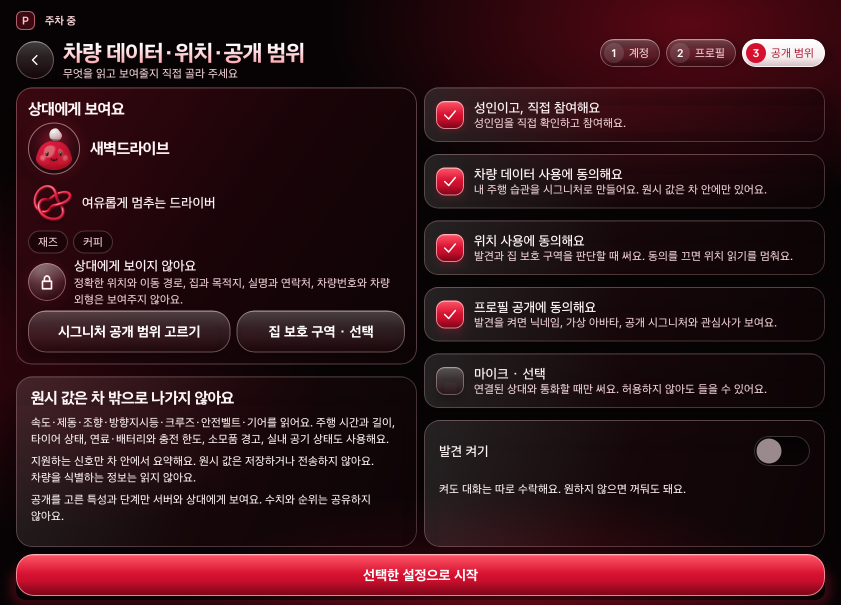 P 주차 중
차량 데이터·위치·공개 범위
무엇을 읽고 보여줄지 직접 골라 주세요
1 계정
2 프로필
3 공개 범위
상대에게 보여요
새벽드라이브
여유롭게 멈추는 드라이버
재즈
커피
상대에게 보이지 않아요
정확한 위치와 이동 경로, 집과 목적지, 실명과 연락처, 차량번호와 차량
외형은 보여주지 않아요.
시그니처 공개 범위 고르기
집 보호 구역 · 선택
원시 값은 차 밖으로 나가지 않아요
속도·제동·조향·방향지시등·크루즈·안전벨트·기어를 읽어요. 주행 시간과 길이,
타이어 상태, 연료·배터리와 충전 한도, 소모품 경고, 실내 공기 상태도 사용해요.
지원하는 신호만 차 안에서 요약해요. 원시 값은 저장하거나 전송하지 않아요.
차량을 식별하는 정보는 읽지 않아요.
공개를 고른 특성과 단계만 서버와 상대에게 보여요. 수치와 순위는 공유하지
않아요.
성인이고, 직접 참여해요
성인임을 직접 확인하고 참여해요.
차량 데이터 사용에 동의해요
내 주행 습관을 시그니처로 만들어요. 원시 값은 차 안에만 있어요.
위치 사용에 동의해요
발견과 집 보호 구역을 판단할 때 써요. 동의를 끄면 위치 읽기를 멈춰요.
프로필 공개에 동의해요
발견을 켜면 닉네임, 가상 아바타, 공개 시그니처와 관심사가 보여요.
마이크 · 선택
연결된 상대와 통화할 때만 써요. 허용하지 않아도 들을 수 있어요.
발견 켜기
켜도 대화는 따로 수락해요. 원하지 않으면 꺼둬도 돼요.
선택한 설정으로 시작